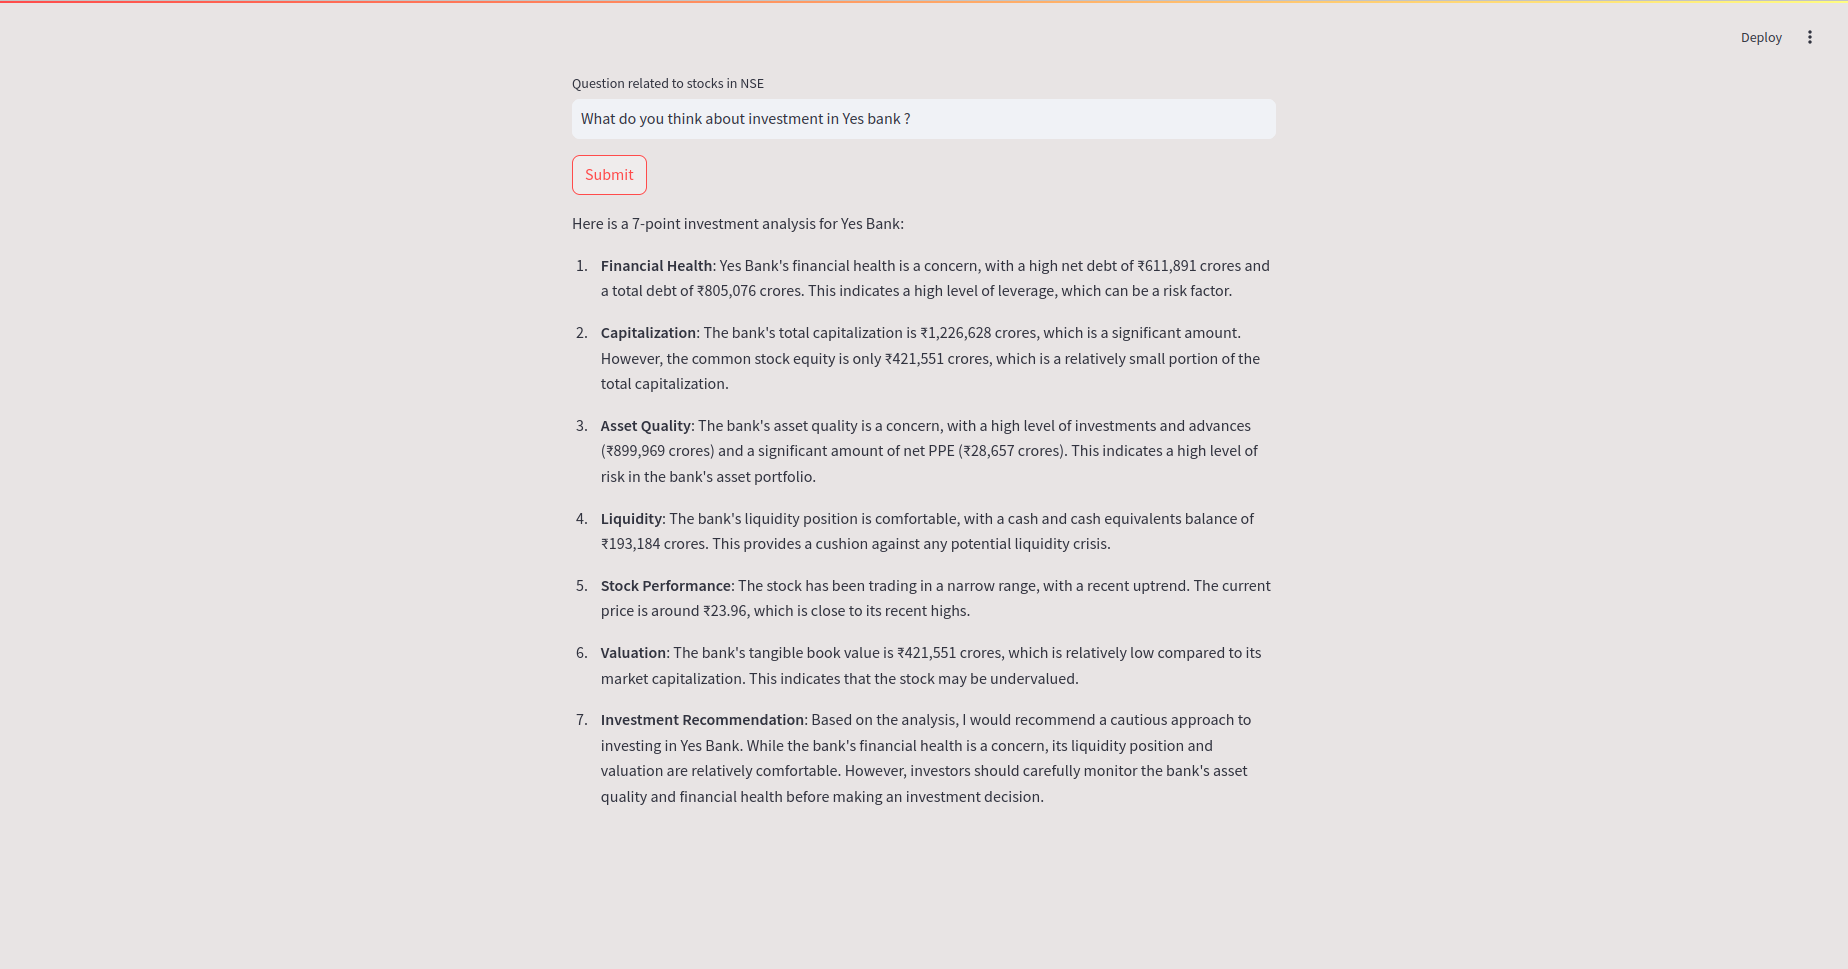 Deploy
Question related to stocks in NSE
What do you think about investment in Yes bank ?
Submit
Here is a 7-point investment analysis for Yes Bank:
1. Financial Health: Yes Bank's financial health is a concern, with a high net debt of ₹611,891 crores and
a total debt of ₹805,076 crores. This indicates a high level of leverage, which can be a risk factor.
2. Capitalization: The bank's total capitalization is ₹1,226,628 crores, which is a significant amount.
However, the common stock equity is only ₹421,551 crores, which is a relatively small portion of the
total capitalization.
3. Asset Quality: The bank's asset quality is a concern, with a high level of investments and advances
(₹899,969 crores) and a significant amount of net PPE (₹28,657 crores). This indicates a high level of
risk in the bank's asset portfolio.
4. Liquidity: The bank's liquidity position is comfortable, with a cash and cash equivalents balance of
₹193,184 crores. This provides a cushion against any potential liquidity crisis.
5. Stock Performance: The stock has been trading in a narrow range, with a recent uptrend. The current
price is around ₹23.96, which is close to its recent highs.
6. Valuation: The bank's tangible book value is ₹421,551 crores, which is relatively low compared to its
market capitalization. This indicates that the stock may be undervalued.
7. Investment Recommendation: Based on the analysis, I would recommend a cautious approach to
investing in Yes Bank. While the bank's financial health is a concern, its liquidity position and
valuation are relatively comfortable. However, investors should carefully monitor the bank's asset
quality and financial health before making an investment decision.